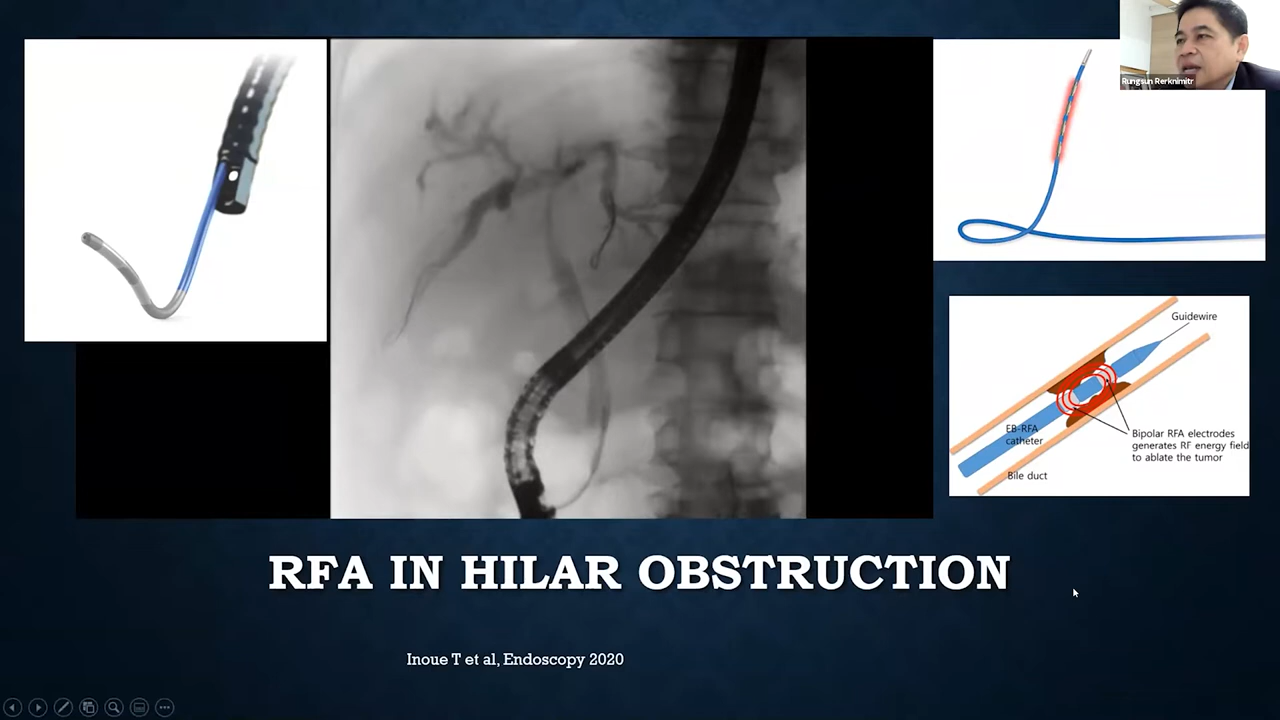 Rungsun Rerknimitr
Guidewire
EB-RFA
catheter
Bipolar RFA electrodes
generates RF energy field
to ablate the tumor
Bile duct
RFA IN HILAR OBSTRUCTION
Inoue T et al, Endoscopy 2020